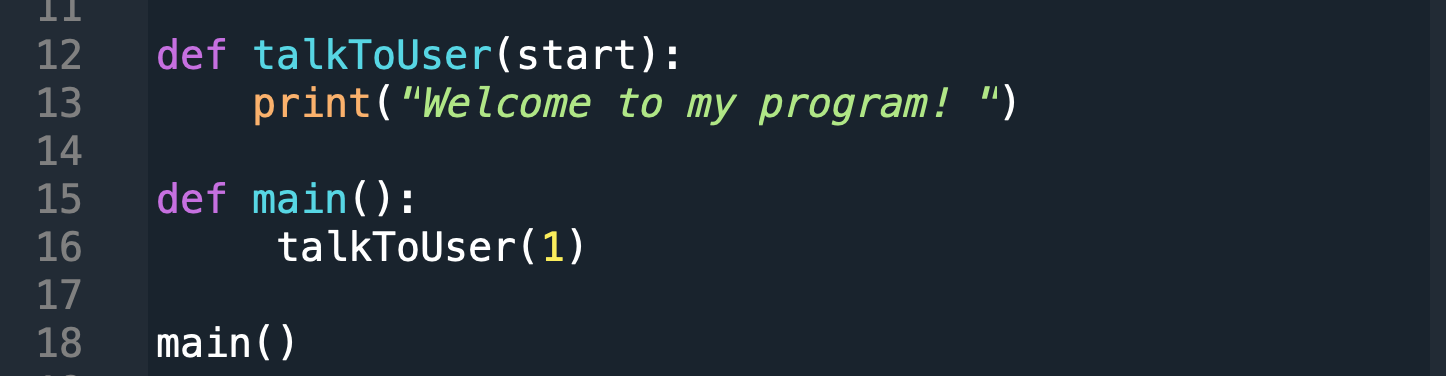 11
12 def talkToUser(start):
13     print("Welcome to my program! ")
14
15 def main():
16      talkToUser(1)
17
18 main()